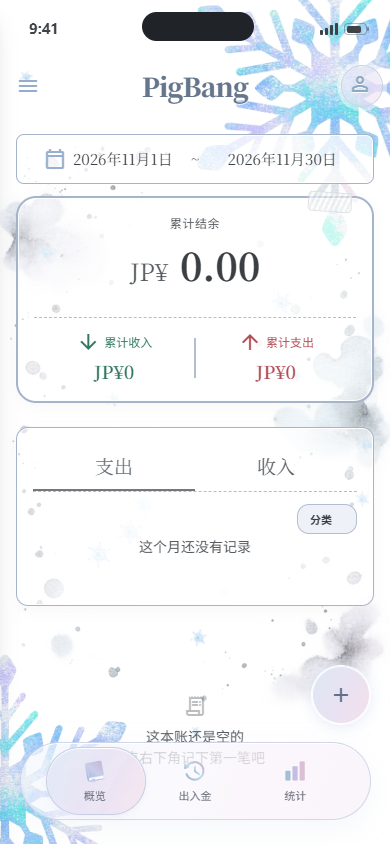 9:41
PigBang
2026年11月1日 ~ 2026年11月30日
累计结余
JP¥ 0.00
累计收入 累计支出
JP¥0 JP¥0
支出 收入
分类
这个月还没有记录
这本账还是空的
右下角记下第一笔吧
概览 出入金 统计